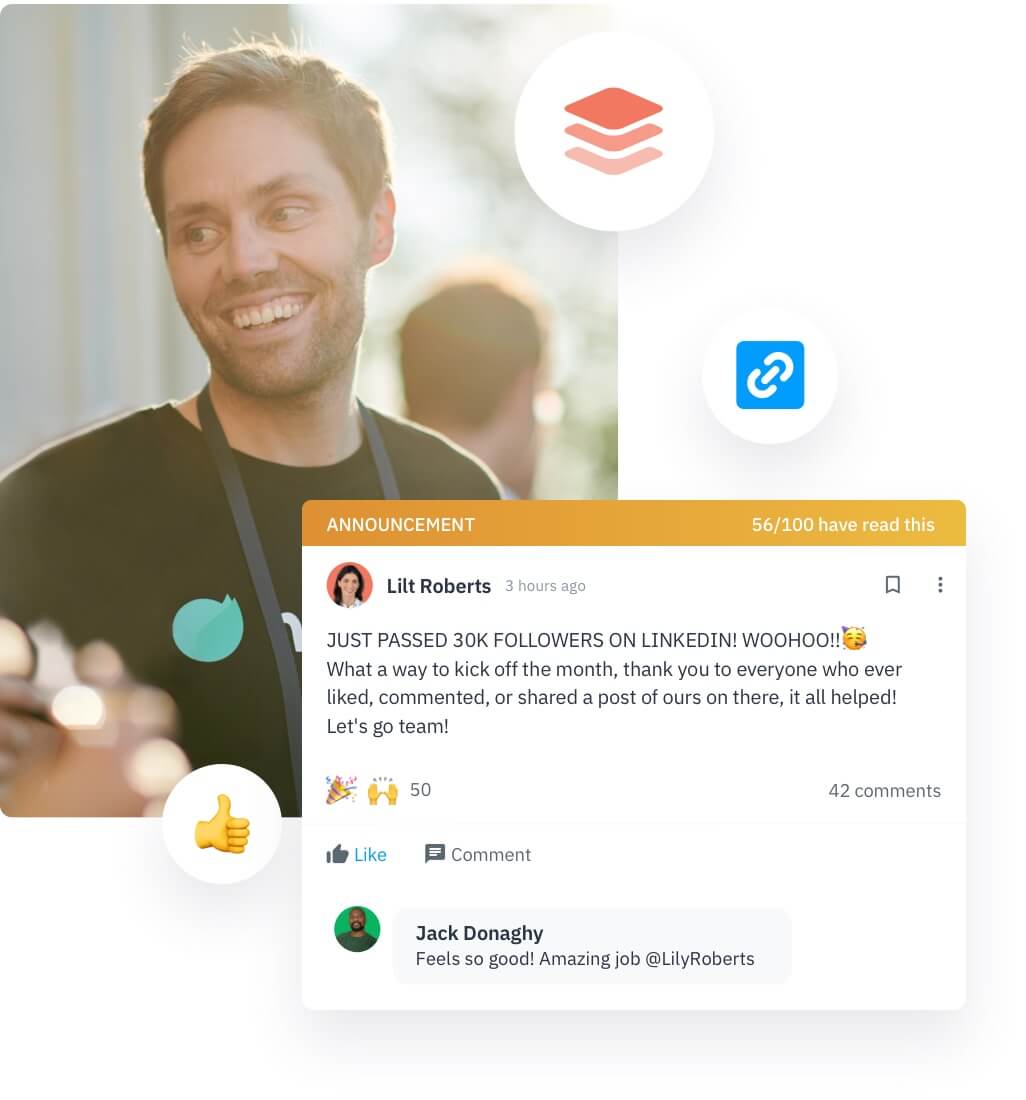 ANNOUNCEMENT 56/100 have read this
Lilt Roberts 3 hours ago
JUST PASSED 30K FOLLOWERS ON LINKEDIN! WOOHOO!!🥳
What a way to kick off the month, thank you to everyone who ever
liked, commented, or shared a post of ours on there, it all helped!
Let's go team!
🎉 🙌 50 42 comments
Like Comment
Jack Donaghy
Feels so good! Amazing job @LilyRoberts